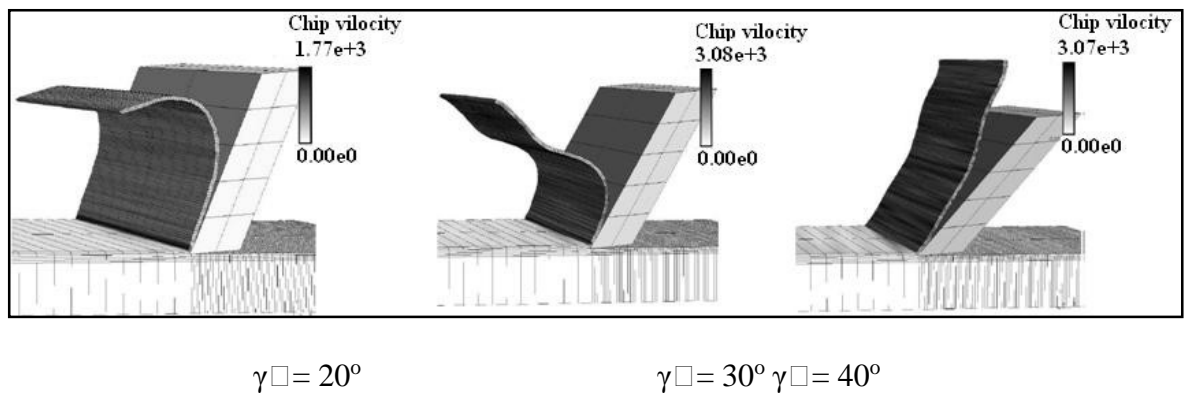 Chip vilocity
1.77e+3
0.00e0
Chip vilocity
3.08e+3
0.00e0
Chip vilocity
3.07e+3
0.00e0
γ□= 20º
γ□= 30º γ□= 40º